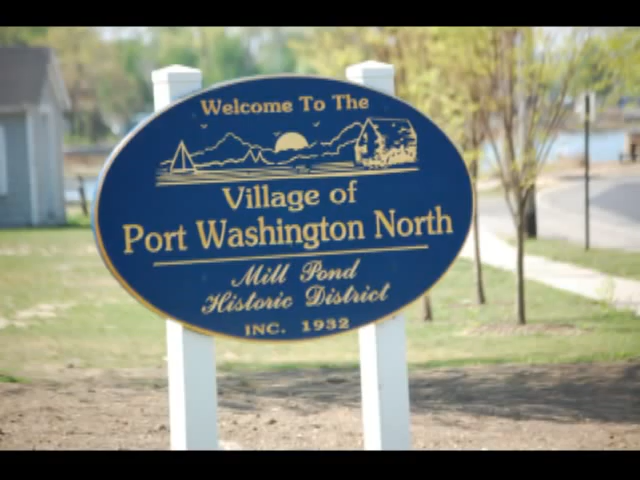 Welcome To The
Village of
Port Washington North
Mill Pond
Historic District
INC. 1932